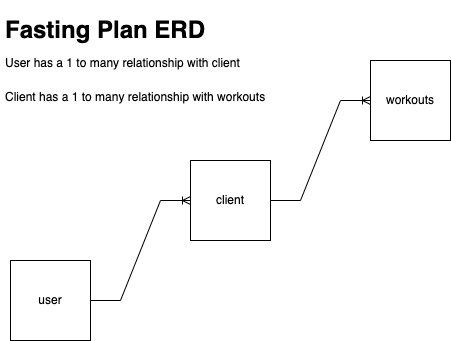 Fasting Plan ERD
User has a 1 to many relationship with client
Client has a 1 to many relationship with workouts
workouts
client
user